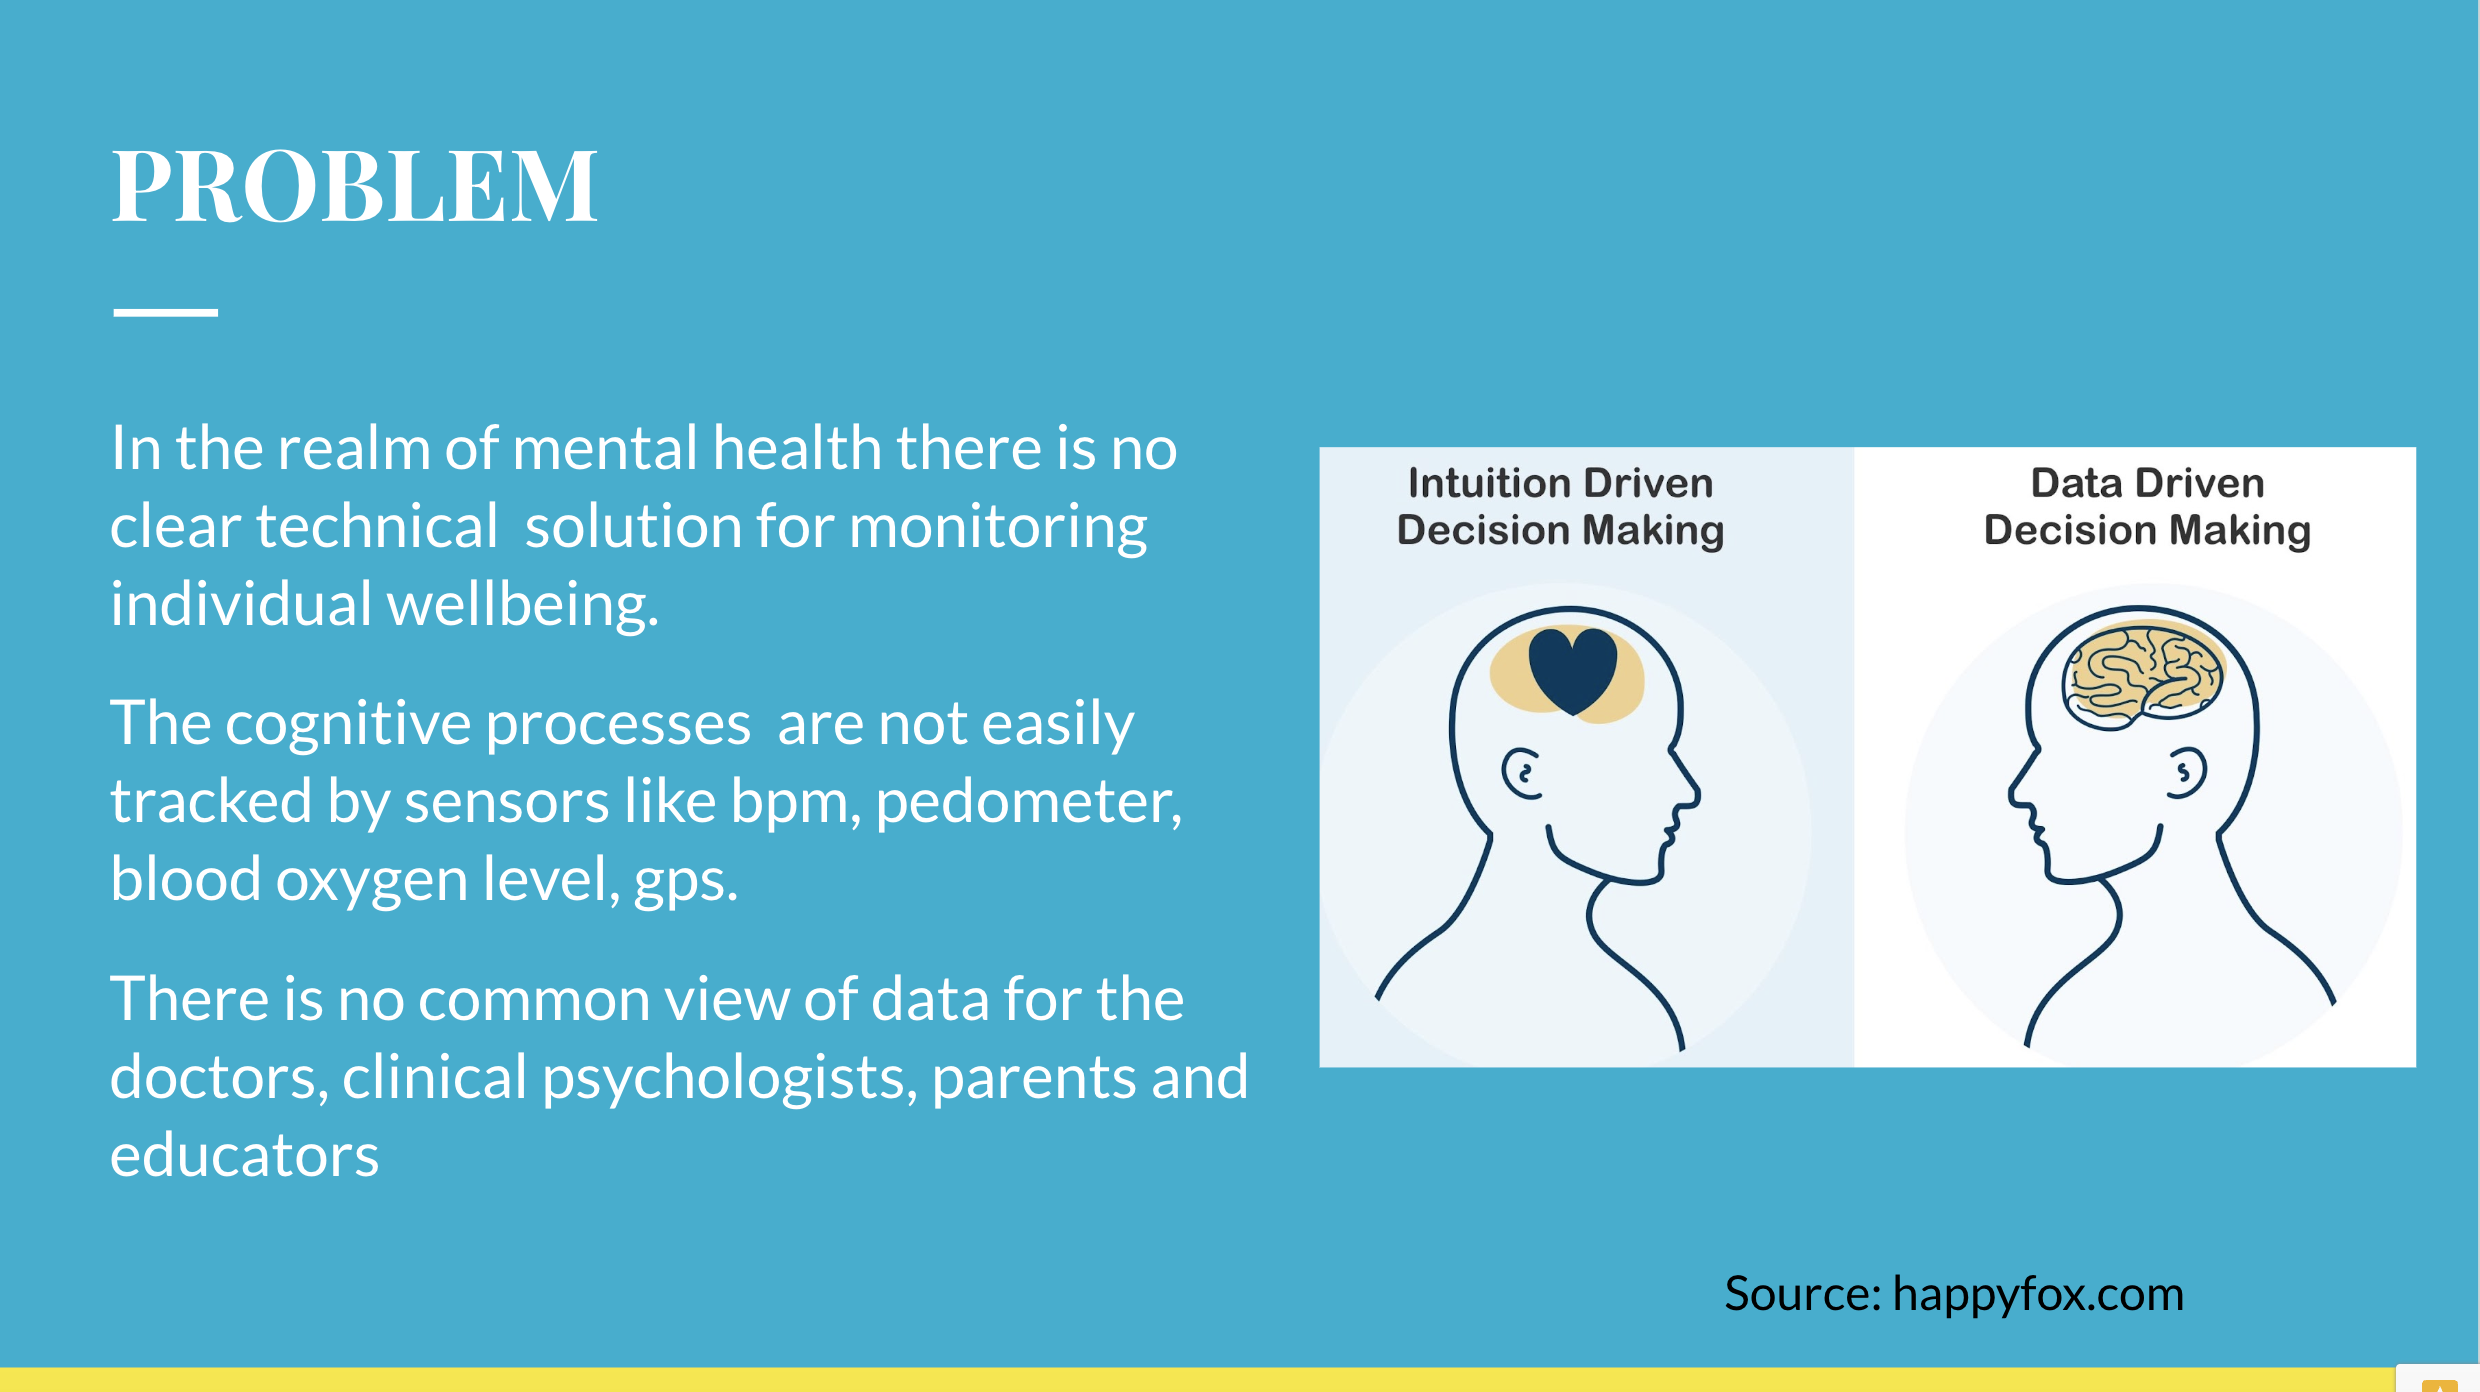 PROBLEM
In the realm of mental health there is no
clear technical  solution for monitoring
individual wellbeing.
The cognitive processes  are not easily
tracked by sensors like bpm, pedometer,
blood oxygen level, gps.
There is no common view of data for the
doctors, clinical psychologists, parents and
educators
Intuition Driven
Decision Making
Data Driven
Decision Making
Source: happyfox.com